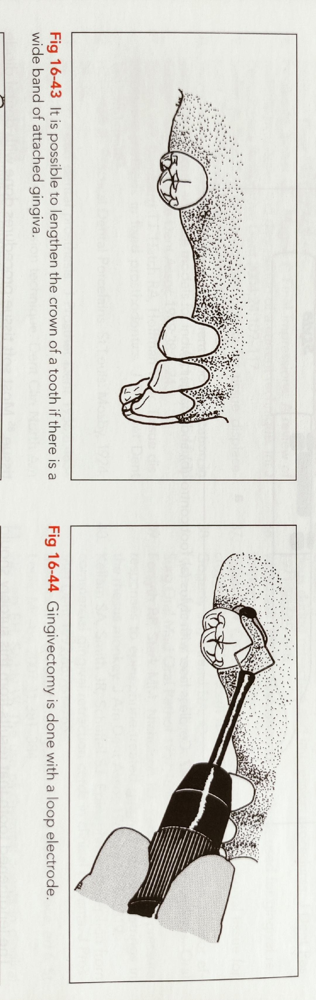 Fig 16-43 It is possible to lengthen the crown of a tooth if there is a
wide band of attached gingiva.
Fig 16-44 Gingivectomy is done with a loop electrode.